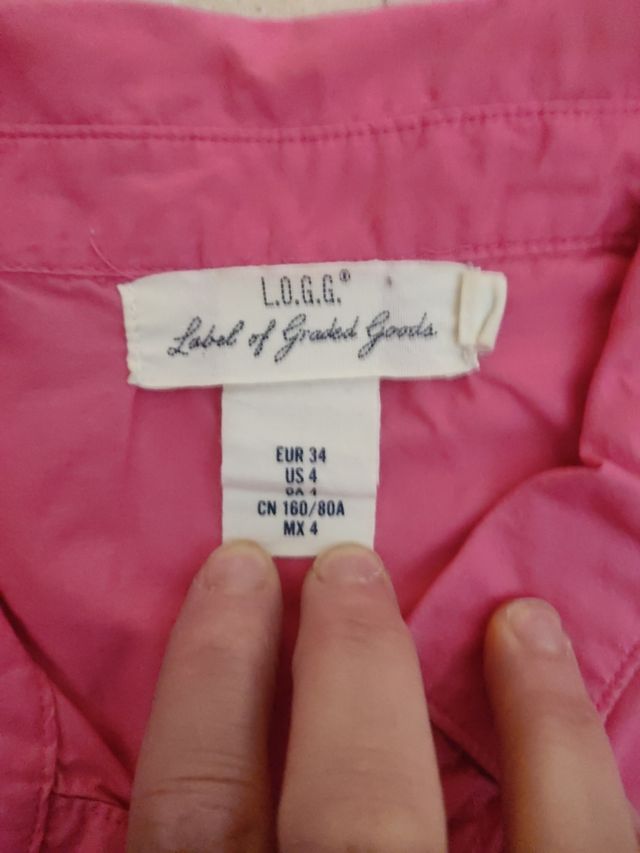 L.O.G.G.®
Label of Graded Goods
EUR 34
US 4
CN 160/80A
MX 4